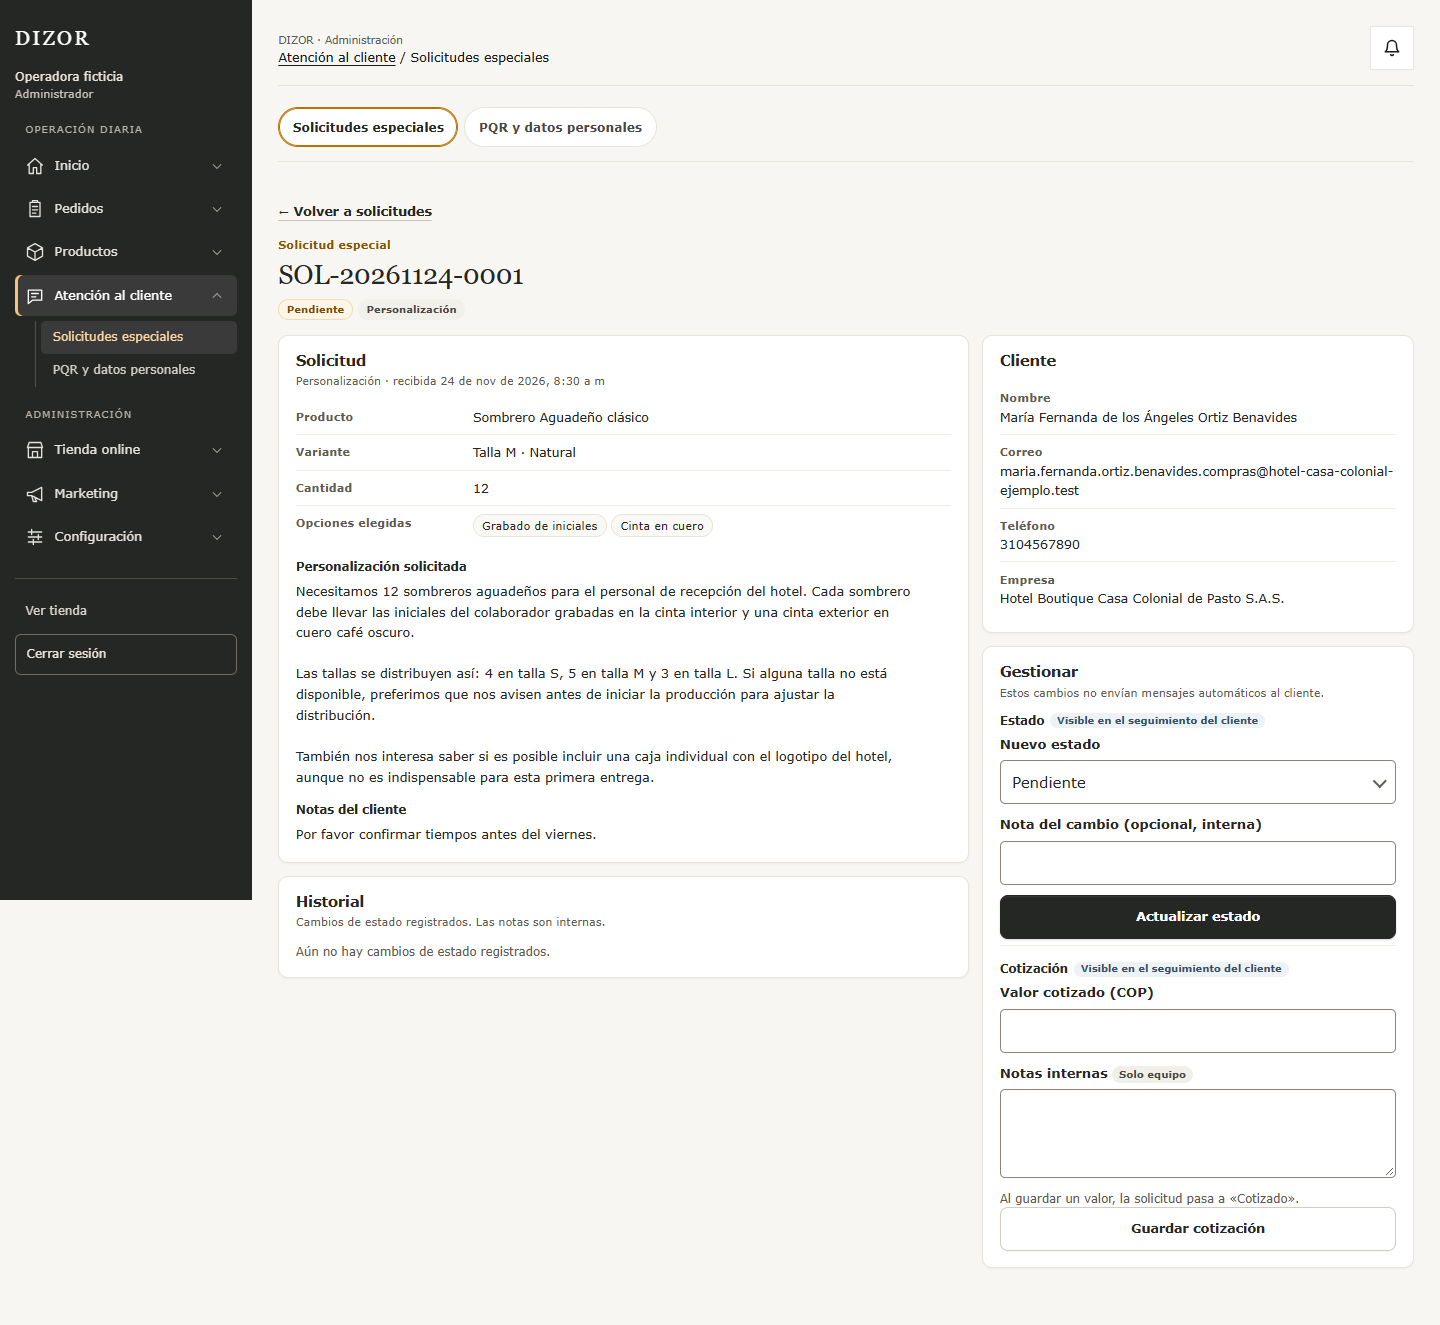 DIZOR
Operadora ficticia
Administrador
OPERACIÓN DIARIA
Inicio
Pedidos
Productos
Atención al cliente
Solicitudes especiales
PQR y datos personales
ADMINISTRACIÓN
Tienda online
Marketing
Configuración
Ver tienda
Cerrar sesión
DIZOR · Administración
Atención al cliente / Solicitudes especiales
Solicitudes especiales
PQR y datos personales
← Volver a solicitudes
Solicitud especial
SOL-20261124-0001
Pendiente
Personalización
Solicitud
Personalización · recibida 24 de nov de 2026, 8:30 a m
Producto
Sombrero Aguadeño clásico
Variante
Talla M · Natural
Cantidad
12
Opciones elegidas
Grabado de iniciales
Cinta en cuero
Personalización solicitada
Necesitamos 12 sombreros aguadeños para el personal de recepción del hotel. Cada sombrero
debe llevar las iniciales del colaborador grabadas en la cinta interior y una cinta exterior en
cuero café oscuro.
Las tallas se distribuyen así: 4 en talla S, 5 en talla M y 3 en talla L. Si alguna talla no está
disponible, preferimos que nos avisen antes de iniciar la producción para ajustar la
distribución.
También nos interesa saber si es posible incluir una caja individual con el logotipo del hotel,
aunque no es indispensable para esta primera entrega.
Notas del cliente
Por favor confirmar tiempos antes del viernes.
Historial
Cambios de estado registrados. Las notas son internas.
Aún no hay cambios de estado registrados.
Cliente
Nombre
María Fernanda de los Ángeles Ortiz Benavides
Correo
maria.fernanda.ortiz.benavides.compras@hotel-casa-colonial-
ejemplo.test
Teléfono
3104567890
Empresa
Hotel Boutique Casa Colonial de Pasto S.A.S.
Gestionar
Estos cambios no envían mensajes automáticos al cliente.
Estado Visible en el seguimiento del cliente
Nuevo estado
Pendiente
Nota del cambio (opcional, interna)
Actualizar estado
Cotización Visible en el seguimiento del cliente
Valor cotizado (COP)
Notas internas Solo equipo
Al guardar un valor, la solicitud pasa a «Cotizado».
Guardar cotización